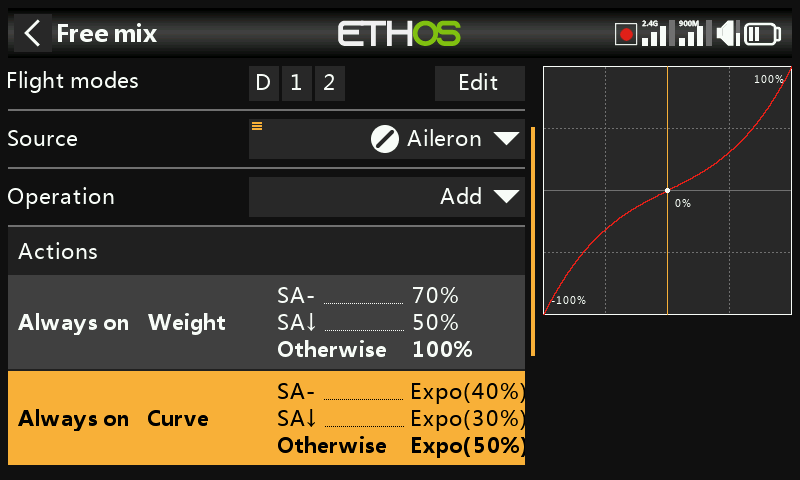 Free mix
ETHOS
2.4G 900M
Flight modes D 1 2 Edit
Source Aileron
Operation Add
Actions
Always on Weight
SA- 70%
SA↓ 50%
Otherwise 100%
Always on Curve
SA- Expo(40%)
SA↓ Expo(30%)
Otherwise Expo(50%)
100%
0%
-100%